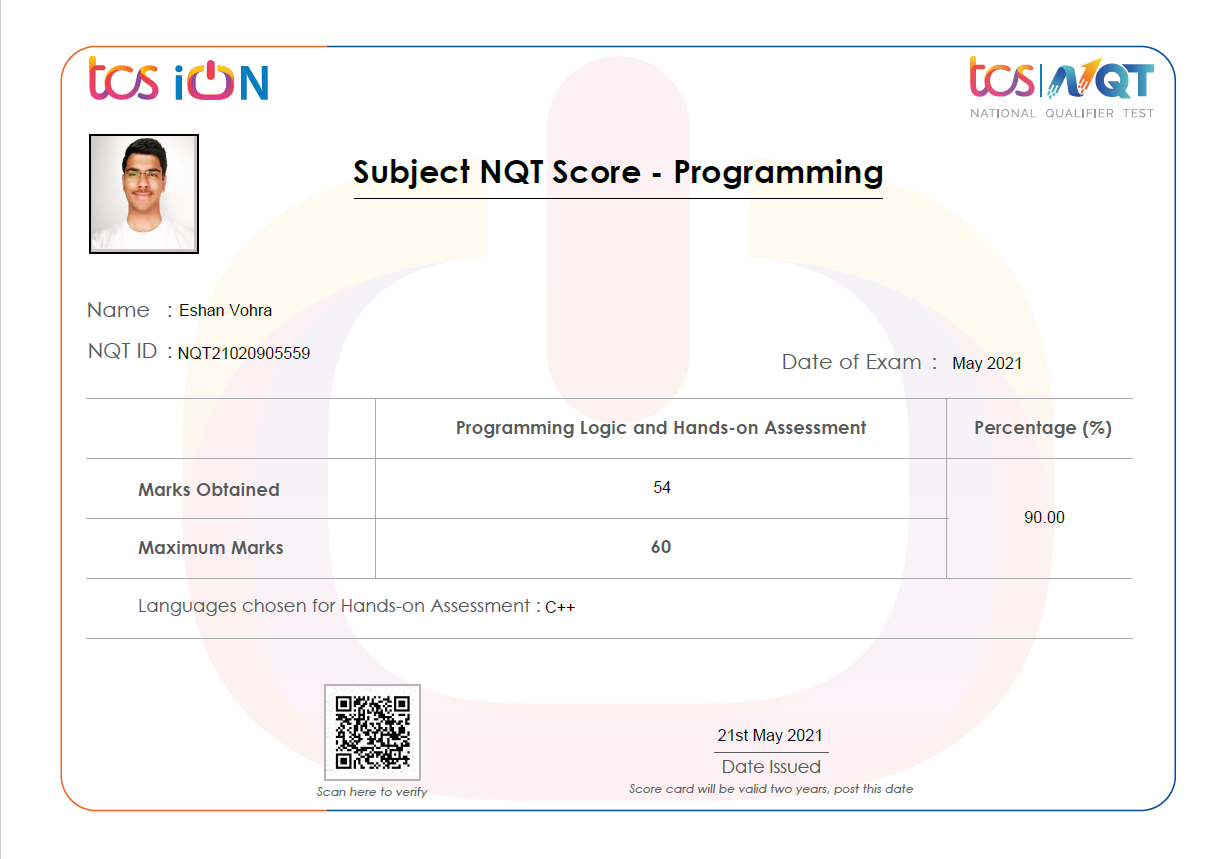 tcs iON
tcs | NQT
NATIONAL QUALIFIER TEST
Subject NQT Score - Programming
Name : Eshan Vohra
NQT ID : NQT21020905559
Date of Exam : May 2021
Programming Logic and Hands-on Assessment Percentage (%)
Marks Obtained 54
90.00
Maximum Marks 60
Languages chosen for Hands-on Assessment : C++
21st May 2021
Date Issued
Scan here to verify
Score card will be valid two years, post this date